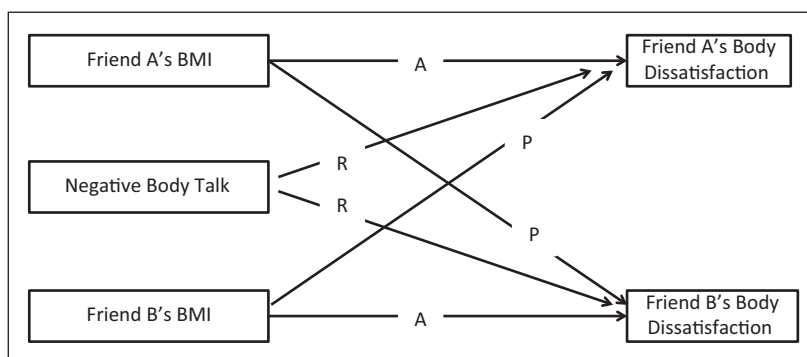 Friend A’s BMI
A
Friend A’s Body
Dissatisfaction
R
P
Negative Body Talk
R
P
Friend B’s BMI
A
Friend B’s Body
Dissatisfaction